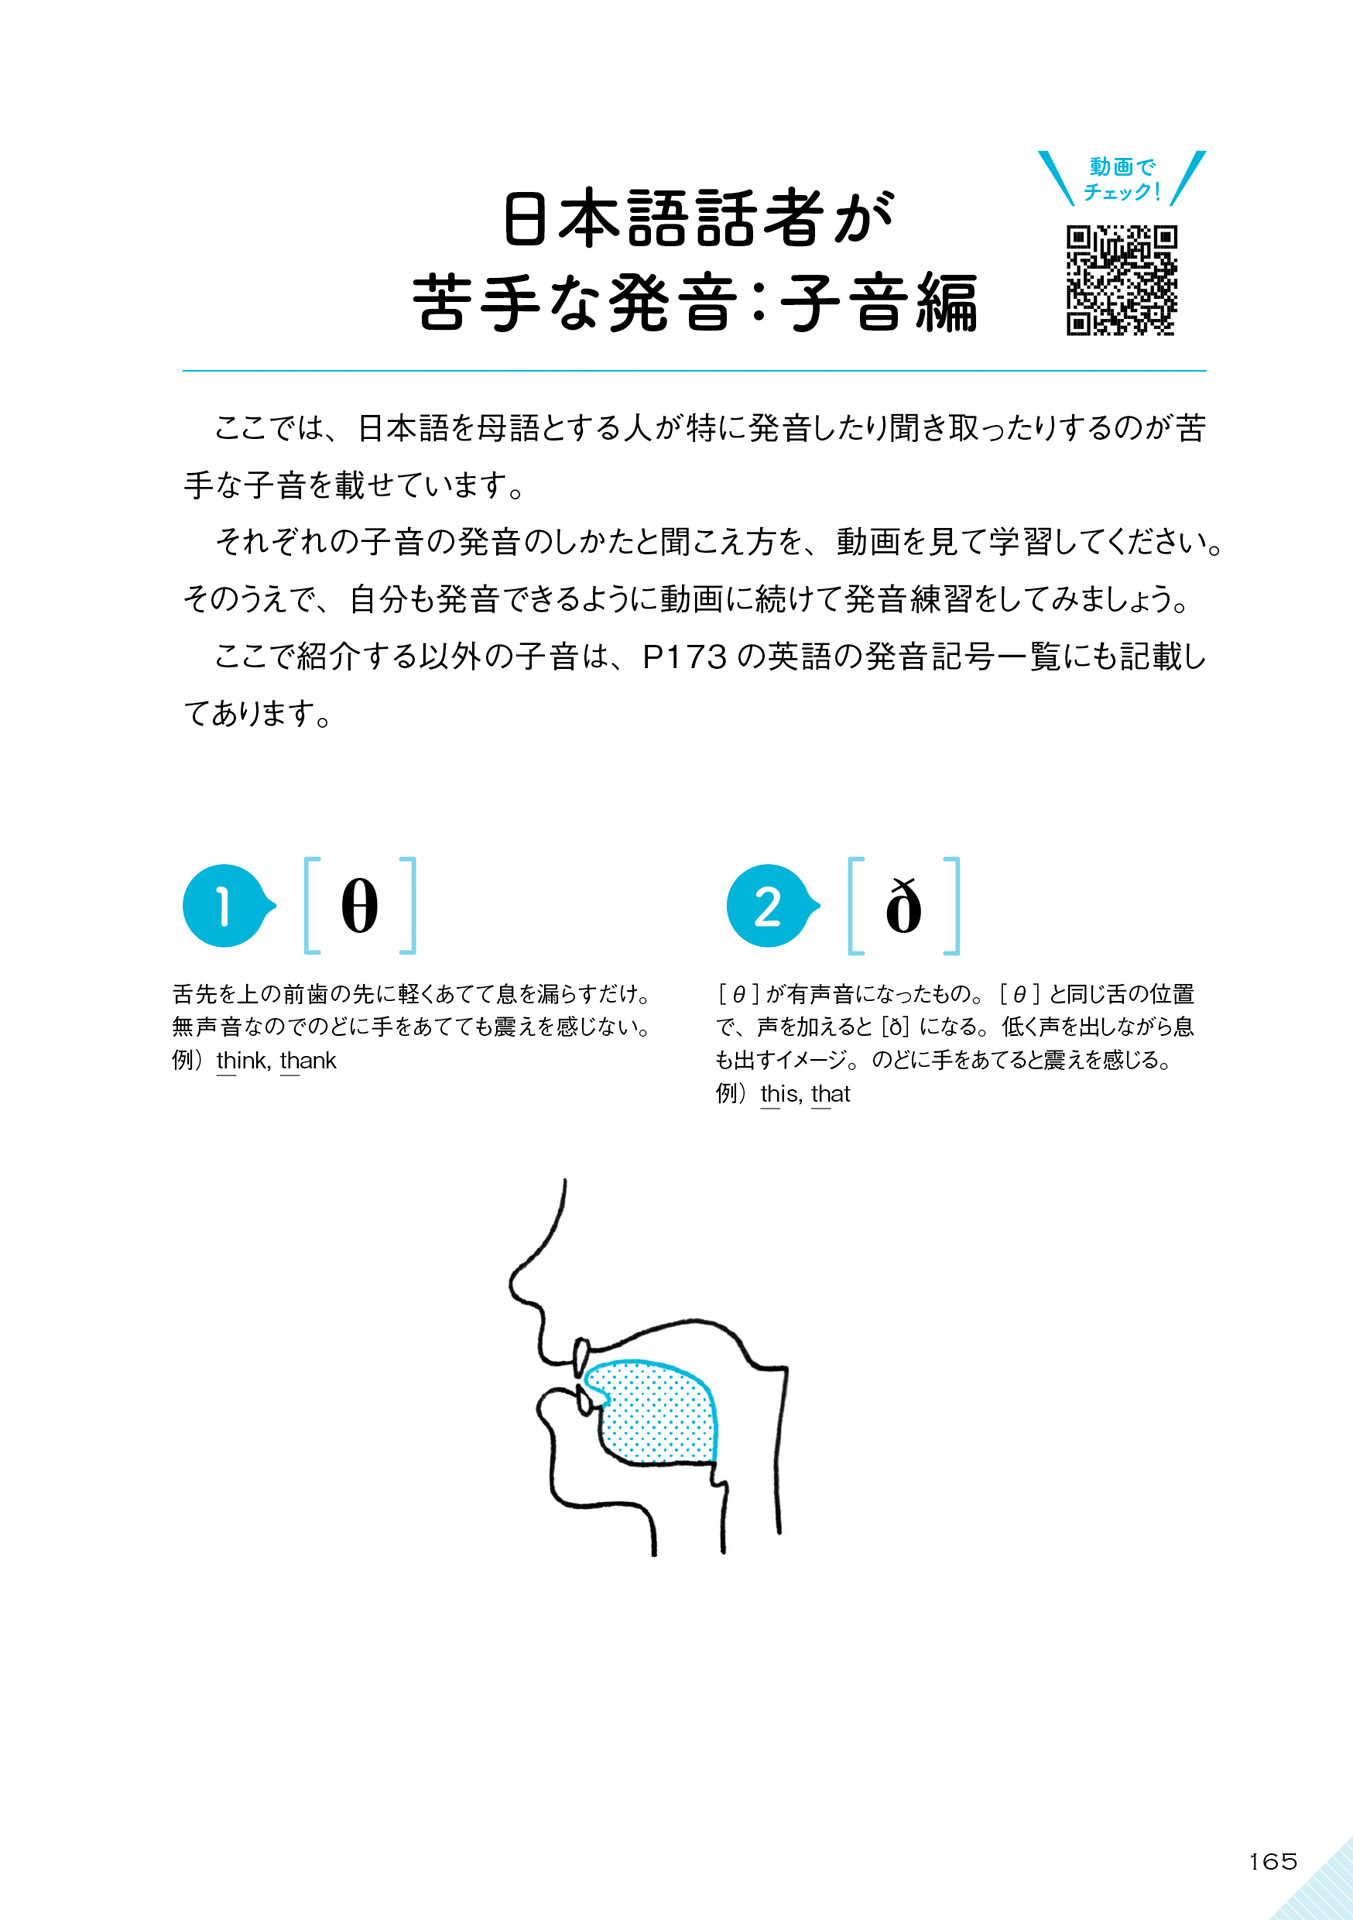 動画で
チェック！
日本語話者が
苦手な発音：子音編
ここでは、日本語を母語とする人が特に発音したり聞き取ったりするのが苦
手な子音を載せています。
それぞれの子音の発音のしかたと聞こえ方を、動画を見て学習してください。
そのうえで、自分も発音できるように動画に続けて発音練習をしてみましょう。
ここで紹介する以外の子音は、P173 の英語の発音記号一覧にも記載し
てあります。
1 [ θ ]
舌先を上の前歯の先に軽くあてて息を漏らすだけ。
無声音なのでのどに手をあてても震えを感じない。
例）think, thank
2 [ ð ]
［θ］が有声音になったもの。［θ］と同じ舌の位置
で、声を加えると［ð］になる。低く声を出しながら息
も出すイメージ。のどに手をあてると震えを感じる。
例）this, that
165